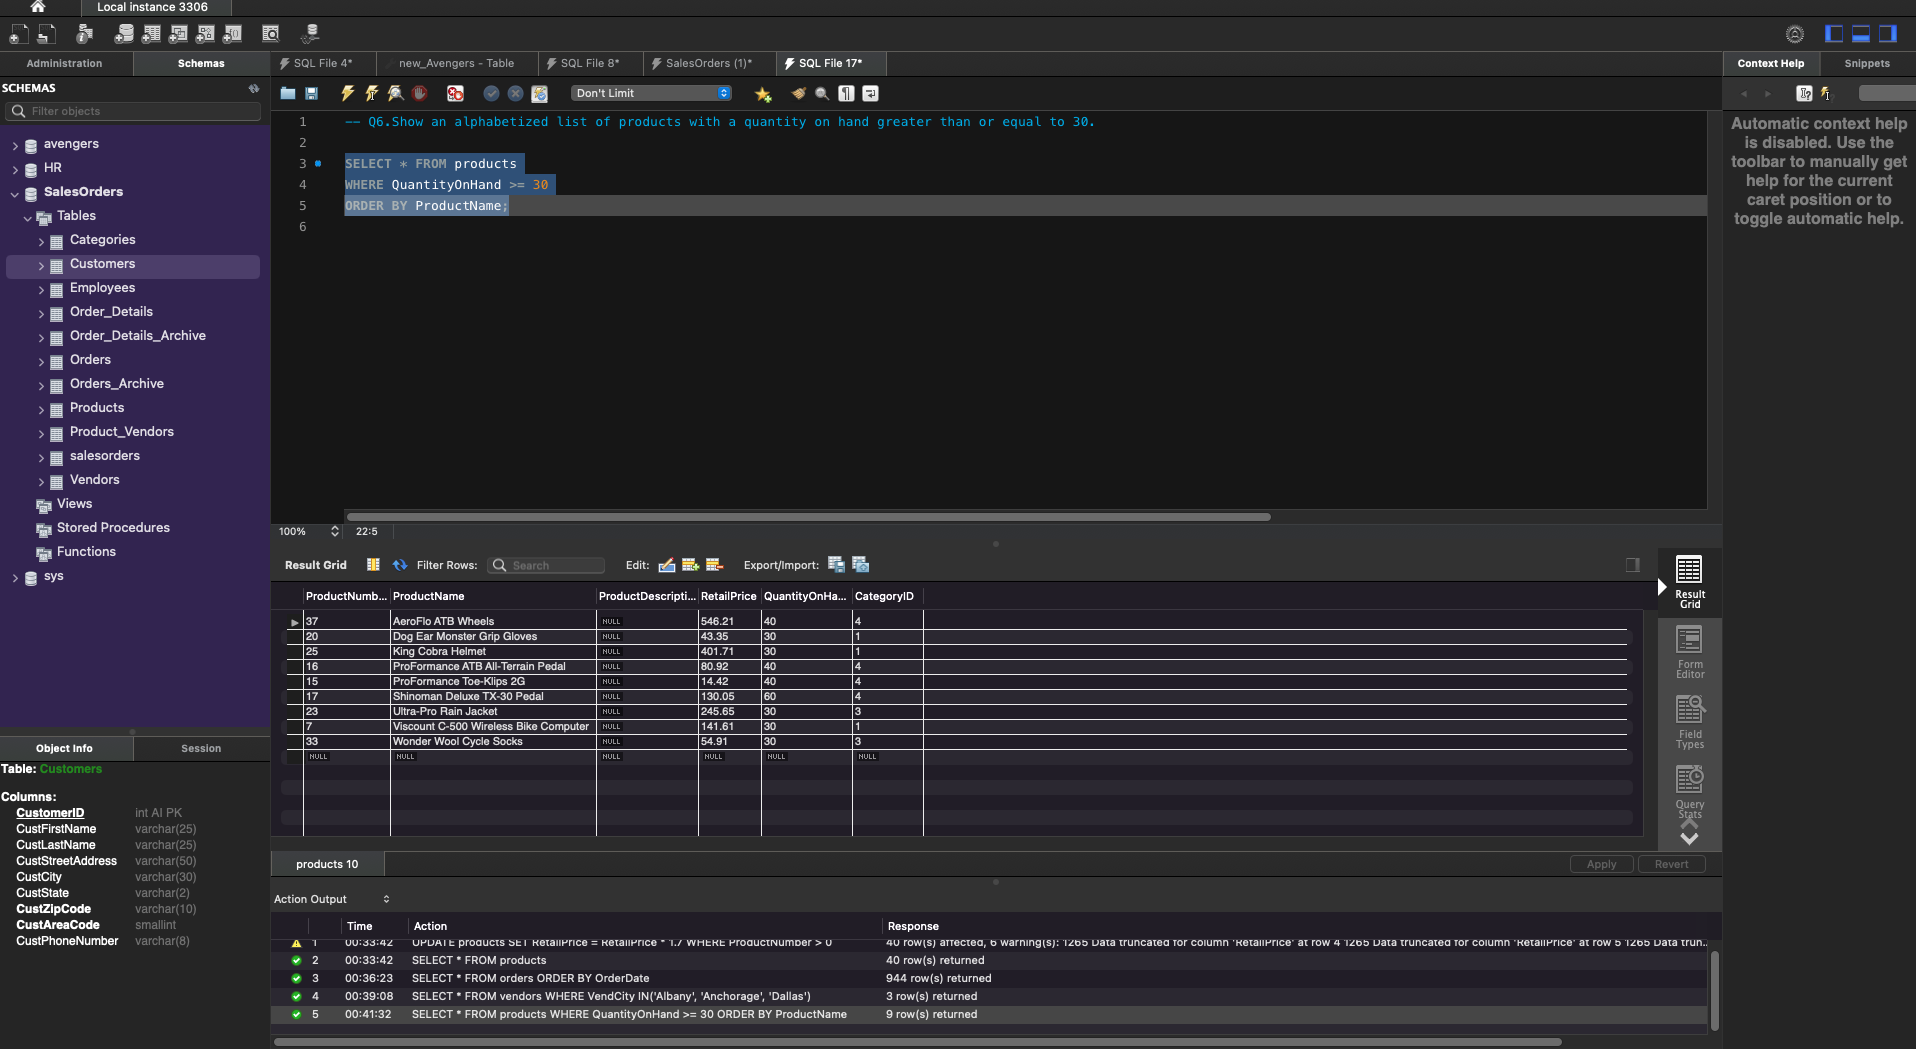 Local instance 3306
Administration
Schemas
SQL File 4*
new_Avengers - Table
SQL File 8*
SalesOrders (1)*
SQL File 17*
Context Help
Snippets
SCHEMAS
Filter objects
Don't Limit
avengers
HR
SalesOrders
Tables
Categories
Customers
Employees
Order_Details
Order_Details_Archive
Orders
Orders_Archive
Products
Product_Vendors
salesorders
Vendors
Views
Stored Procedures
Functions
sys
1 -- Q6.Show an alphabetized list of products with a quantity on hand greater than or equal to 30.
2
3 SELECT * FROM products
4 WHERE QuantityOnHand >= 30
5 ORDER BY ProductName;
6
Automatic context help
is disabled. Use the
toolbar to manually get
help for the current
caret position or to
toggle automatic help.
100% 22:5
Result Grid Filter Rows: Search Edit: Export/Import:
ProductNumb... ProductName ProductDescripti... RetailPrice QuantityOnHa... CategoryID
37 AeroFlo ATB Wheels NULL 546.21 40 4
20 Dog Ear Monster Grip Gloves NULL 43.35 30 1
25 King Cobra Helmet NULL 401.71 30 1
16 ProFormance ATB All-Terrain Pedal NULL 80.92 40 4
15 ProFormance Toe-Klips 2G NULL 14.42 40 4
17 Shinoman Deluxe TX-30 Pedal NULL 130.05 60 4
23 Ultra-Pro Rain Jacket NULL 245.65 30 3
7 Viscount C-500 Wireless Bike Computer NULL 141.61 30 1
33 Wonder Wool Cycle Socks NULL 54.91 30 3
NULL NULL NULL NULL NULL NULL
Result
Grid
Form
Editor
Field
Types
Query
Stats
products 10
Apply
Revert
Object Info
Session
Table: Customers
Columns:
CustomerID int AI PK
CustFirstName varchar(25)
CustLastName varchar(25)
CustStreetAddress varchar(50)
CustCity varchar(30)
CustState varchar(2)
CustZipCode varchar(10)
CustAreaCode smallint
CustPhoneNumber varchar(8)
Action Output
Time Action Response
1 00:33:42 UPDATE products SET RetailPrice = RetailPrice * 1.7 WHERE ProductNumber > 0 40 row(s) affected, 6 warning(s): 1265 Data truncated for column 'RetailPrice' at row 4 1265 Data truncated for column 'RetailPrice' at row 5 1265 Data trun...
2 00:33:42 SELECT * FROM products 40 row(s) returned
3 00:36:23 SELECT * FROM orders ORDER BY OrderDate 944 row(s) returned
4 00:39:08 SELECT * FROM vendors WHERE VendCity IN('Albany', 'Anchorage', 'Dallas') 3 row(s) returned
5 00:41:32 SELECT * FROM products WHERE QuantityOnHand >= 30 ORDER BY ProductName 9 row(s) returned